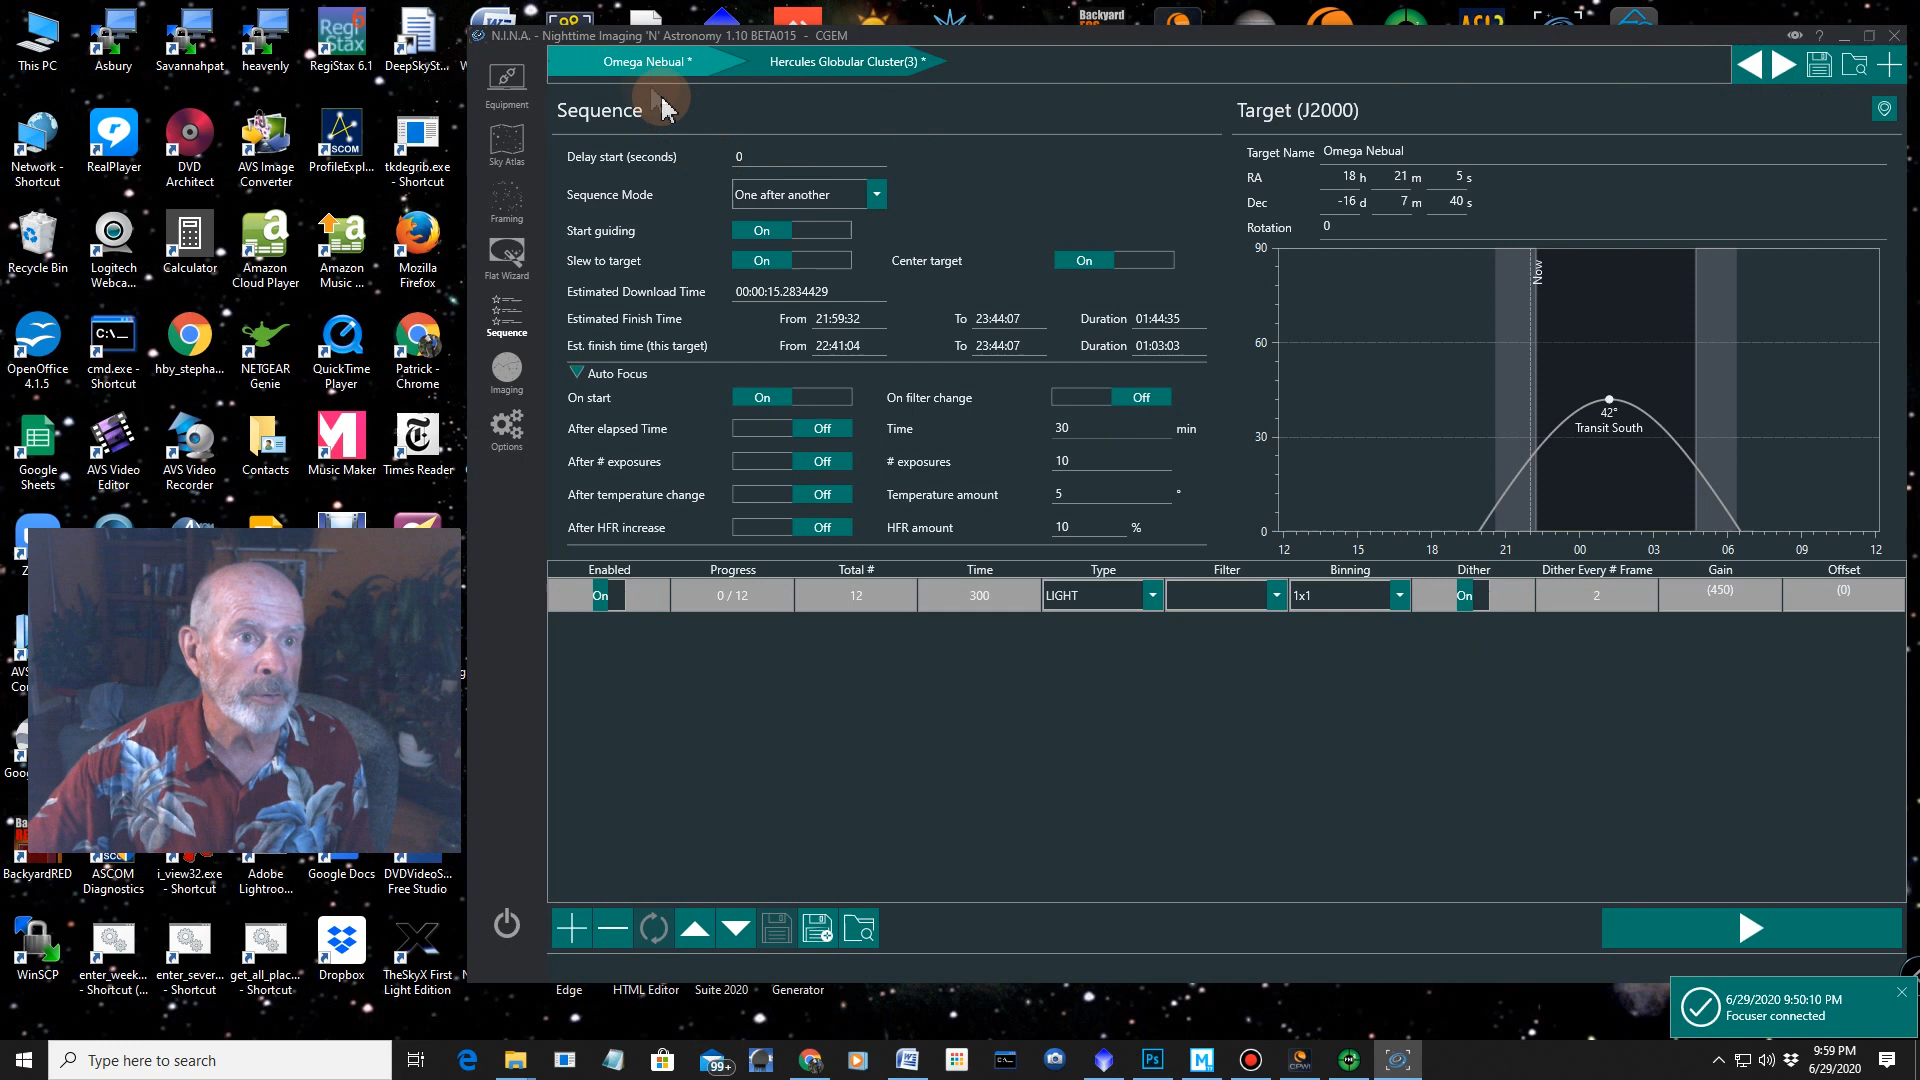 N.I.N.A. - Nighttime Imaging 'N' Astronomy 1.10 BETA015 - CGEM
Omega Nebual *
Hercules Globular Cluster(3) *
Equipment
Sky Atlas
Framing
Flat Wizard
Sequence
Imaging
Options
Sequence
Delay start (seconds) 0
Sequence Mode One after another
Start guiding On
Slew to target On Center target On
Estimated Download Time 00:00:15.2834429
Estimated Finish Time From 21:59:32 To 23:44:07 Duration 01:44:35
Est. finish time (this target) From 22:41:04 To 23:44:07 Duration 01:03:03
Auto Focus
On start On On filter change Off
After elapsed Time Off Time 30 min
After # exposures Off # exposures 10
After temperature change Off Temperature amount 5 °
After HFR increase Off HFR amount 10 %
Target (J2000)
Target Name Omega Nebual
RA 18 h 21 m 5 s
Dec -16 d 7 m 40 s
Rotation 0
90
60
30
0
Now
42°
Transit South
12 15 18 21 00 03 06 09 12
Enabled Progress Total # Time Type Filter Binning Dither Dither Every # Frame Gain Offset
On 0 / 12 12 300 LIGHT 1x1 On 2 (450) (0)
This PC
Asbury
Savannahpat
heavenly
RegiStax 6.1
DeepSkySt...
Network - Shortcut
RealPlayer
DVD Architect
AVS Image Converter
ProfileExpl...
tkdegrib.exe - Shortcut
Recycle Bin
Logitech Webca...
Calculator
Amazon Cloud Player
Amazon Music ...
Mozilla Firefox
OpenOffice 4.1.5
cmd.exe - Shortcut
hby_stepha...
NETGEAR Genie
QuickTime Player
Patrick - Chrome
Google Sheets
AVS Video Editor
AVS Video Recorder
Contacts
Music Maker
Times Reader
BackyardRED
ASCOM Diagnostics
i_view32.exe - Shortcut
Adobe Lightroo...
Google Docs
DVDVideoS... Free Studio
WinSCP
enter_week... - Shortcut (...
enter_sever... - Shortcut
get_all_plac... - Shortcut
Dropbox
TheSkyX First Light Edition
Edge
HTML Editor
Suite 2020
Generator
6/29/2020 9:50:10 PM
Focuser connected
Type here to search
99+
9:59 PM
6/29/2020